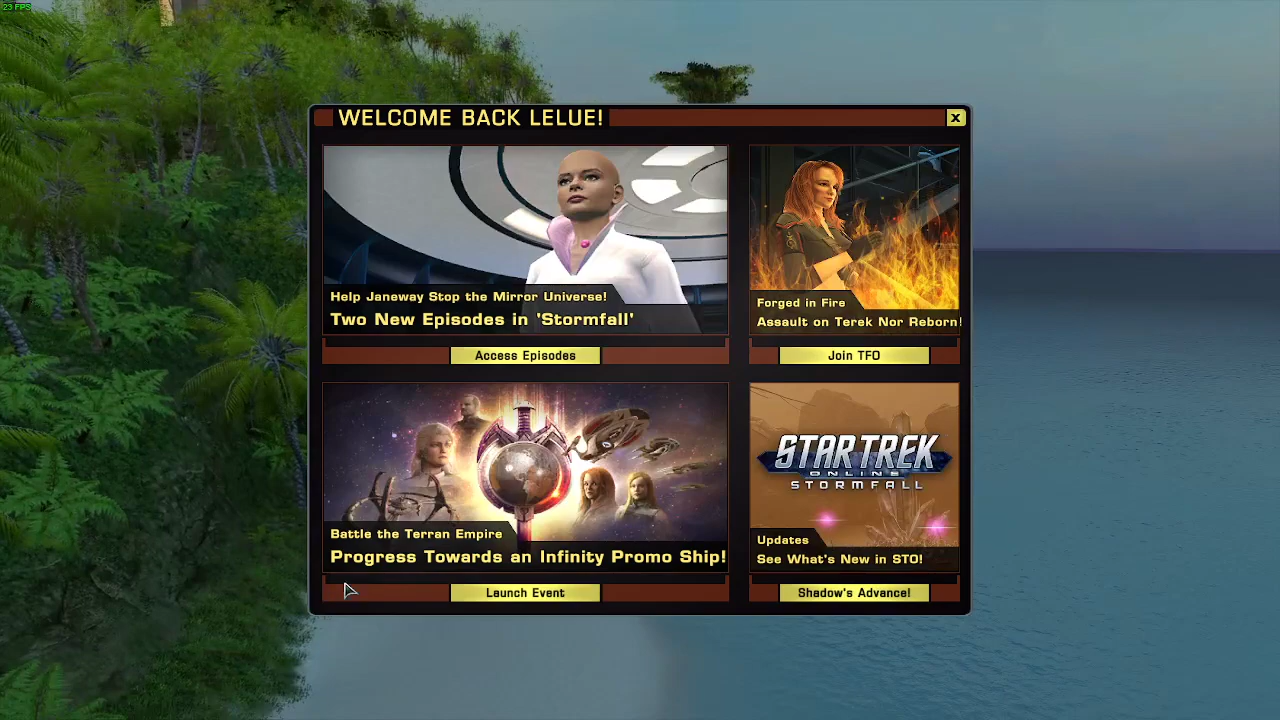 23 FPS
WELCOME BACK LELUE!
X
Help Janeway Stop the Mirror Universe!
Two New Episodes in 'Stormfall'
Access Episodes
Forged in Fire
Assault on Terek Nor Reborn!
Join TFO
Battle the Terran Empire
Progress Towards an Infinity Promo Ship!
Launch Event
STAR TREK
ONLINE
STORMFALL
Updates
See What's New in STO!
Shadow's Advance!